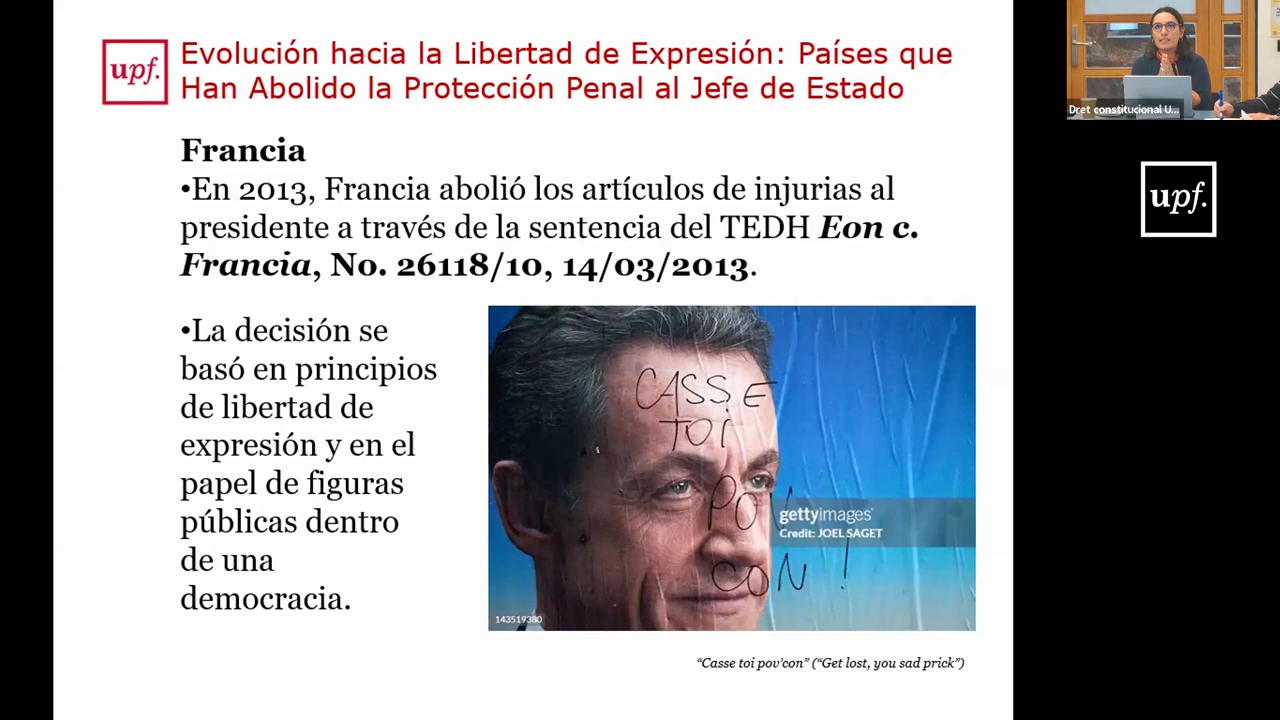 upf.
Evolución hacia la Libertad de Expresión: Países que
Han Abolido la Protección Penal al Jefe de Estado
Francia
•En 2013, Francia abolió los artículos de injurias al
presidente a través de la sentencia del TEDH Eon c.
Francia, No. 26118/10, 14/03/2013.
•La decisión se
basó en principios
de libertad de
expresión y en el
papel de figuras
públicas dentro
de una
democracia.
CASSE
TOI
POV
CON !
gettyimages
Credit: JOEL SAGET
143519380
"Casse toi pov'con" ("Get lost, you sad prick")
Dret constitucional U...
upf.